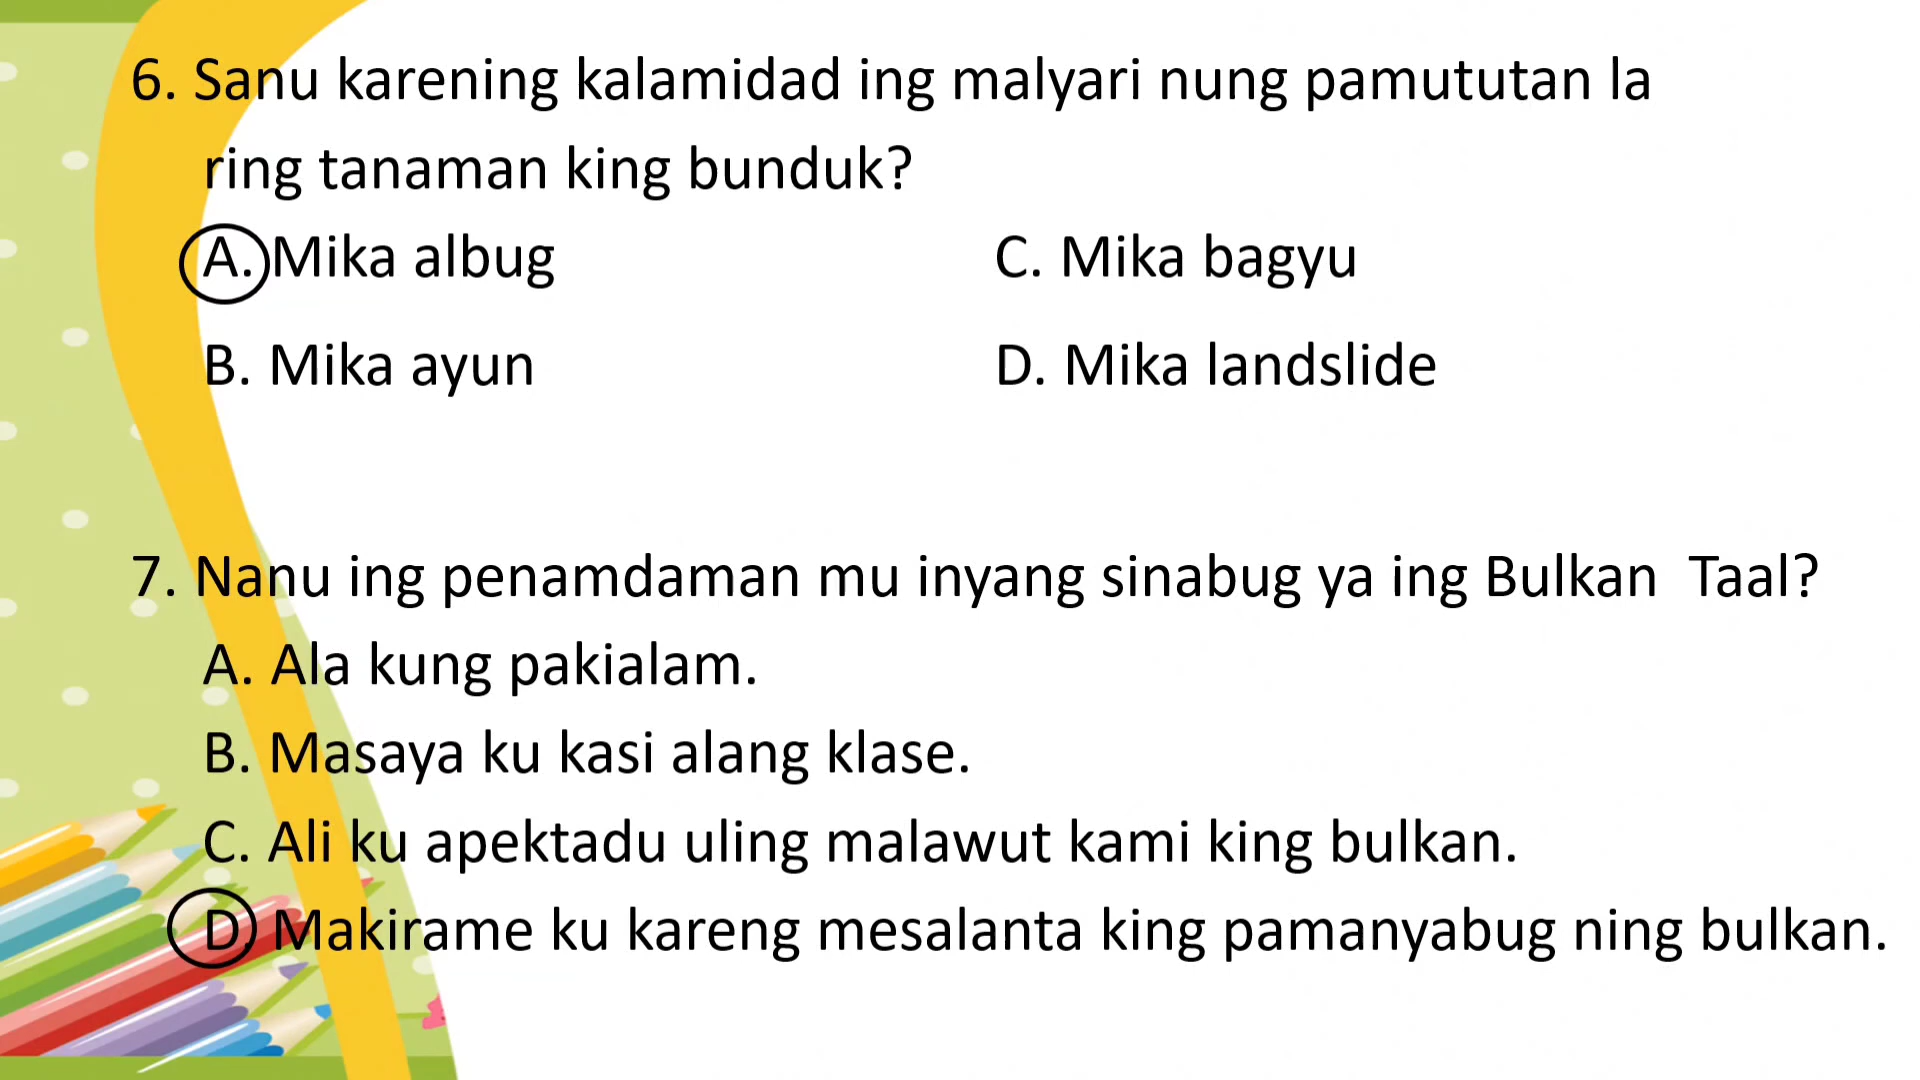 6. Sanu karening kalamidad ing malyari nung pamututan la
ring tanaman king bunduk?
A. Mika albug
C. Mika bagyu
B. Mika ayun
D. Mika landslide
7. Nanu ing penamdaman mu inyang sinabug ya ing Bulkan Taal?
A. Ala kung pakialam.
B. Masaya ku kasi alang klase.
C. Ali ku apektadu uling malawut kami king bulkan.
D. Makirame ku kareng mesalanta king pamanyabug ning bulkan.